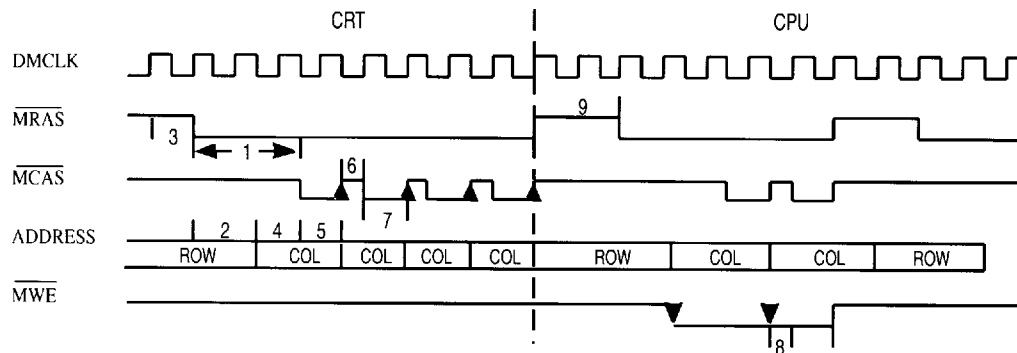 CRT CPU
DMCLK
MRAS 3 1 9
MCAS 6 7
ADDRESS 2 4 5
ROW COL COL COL COL ROW COL COL ROW
MWE 8